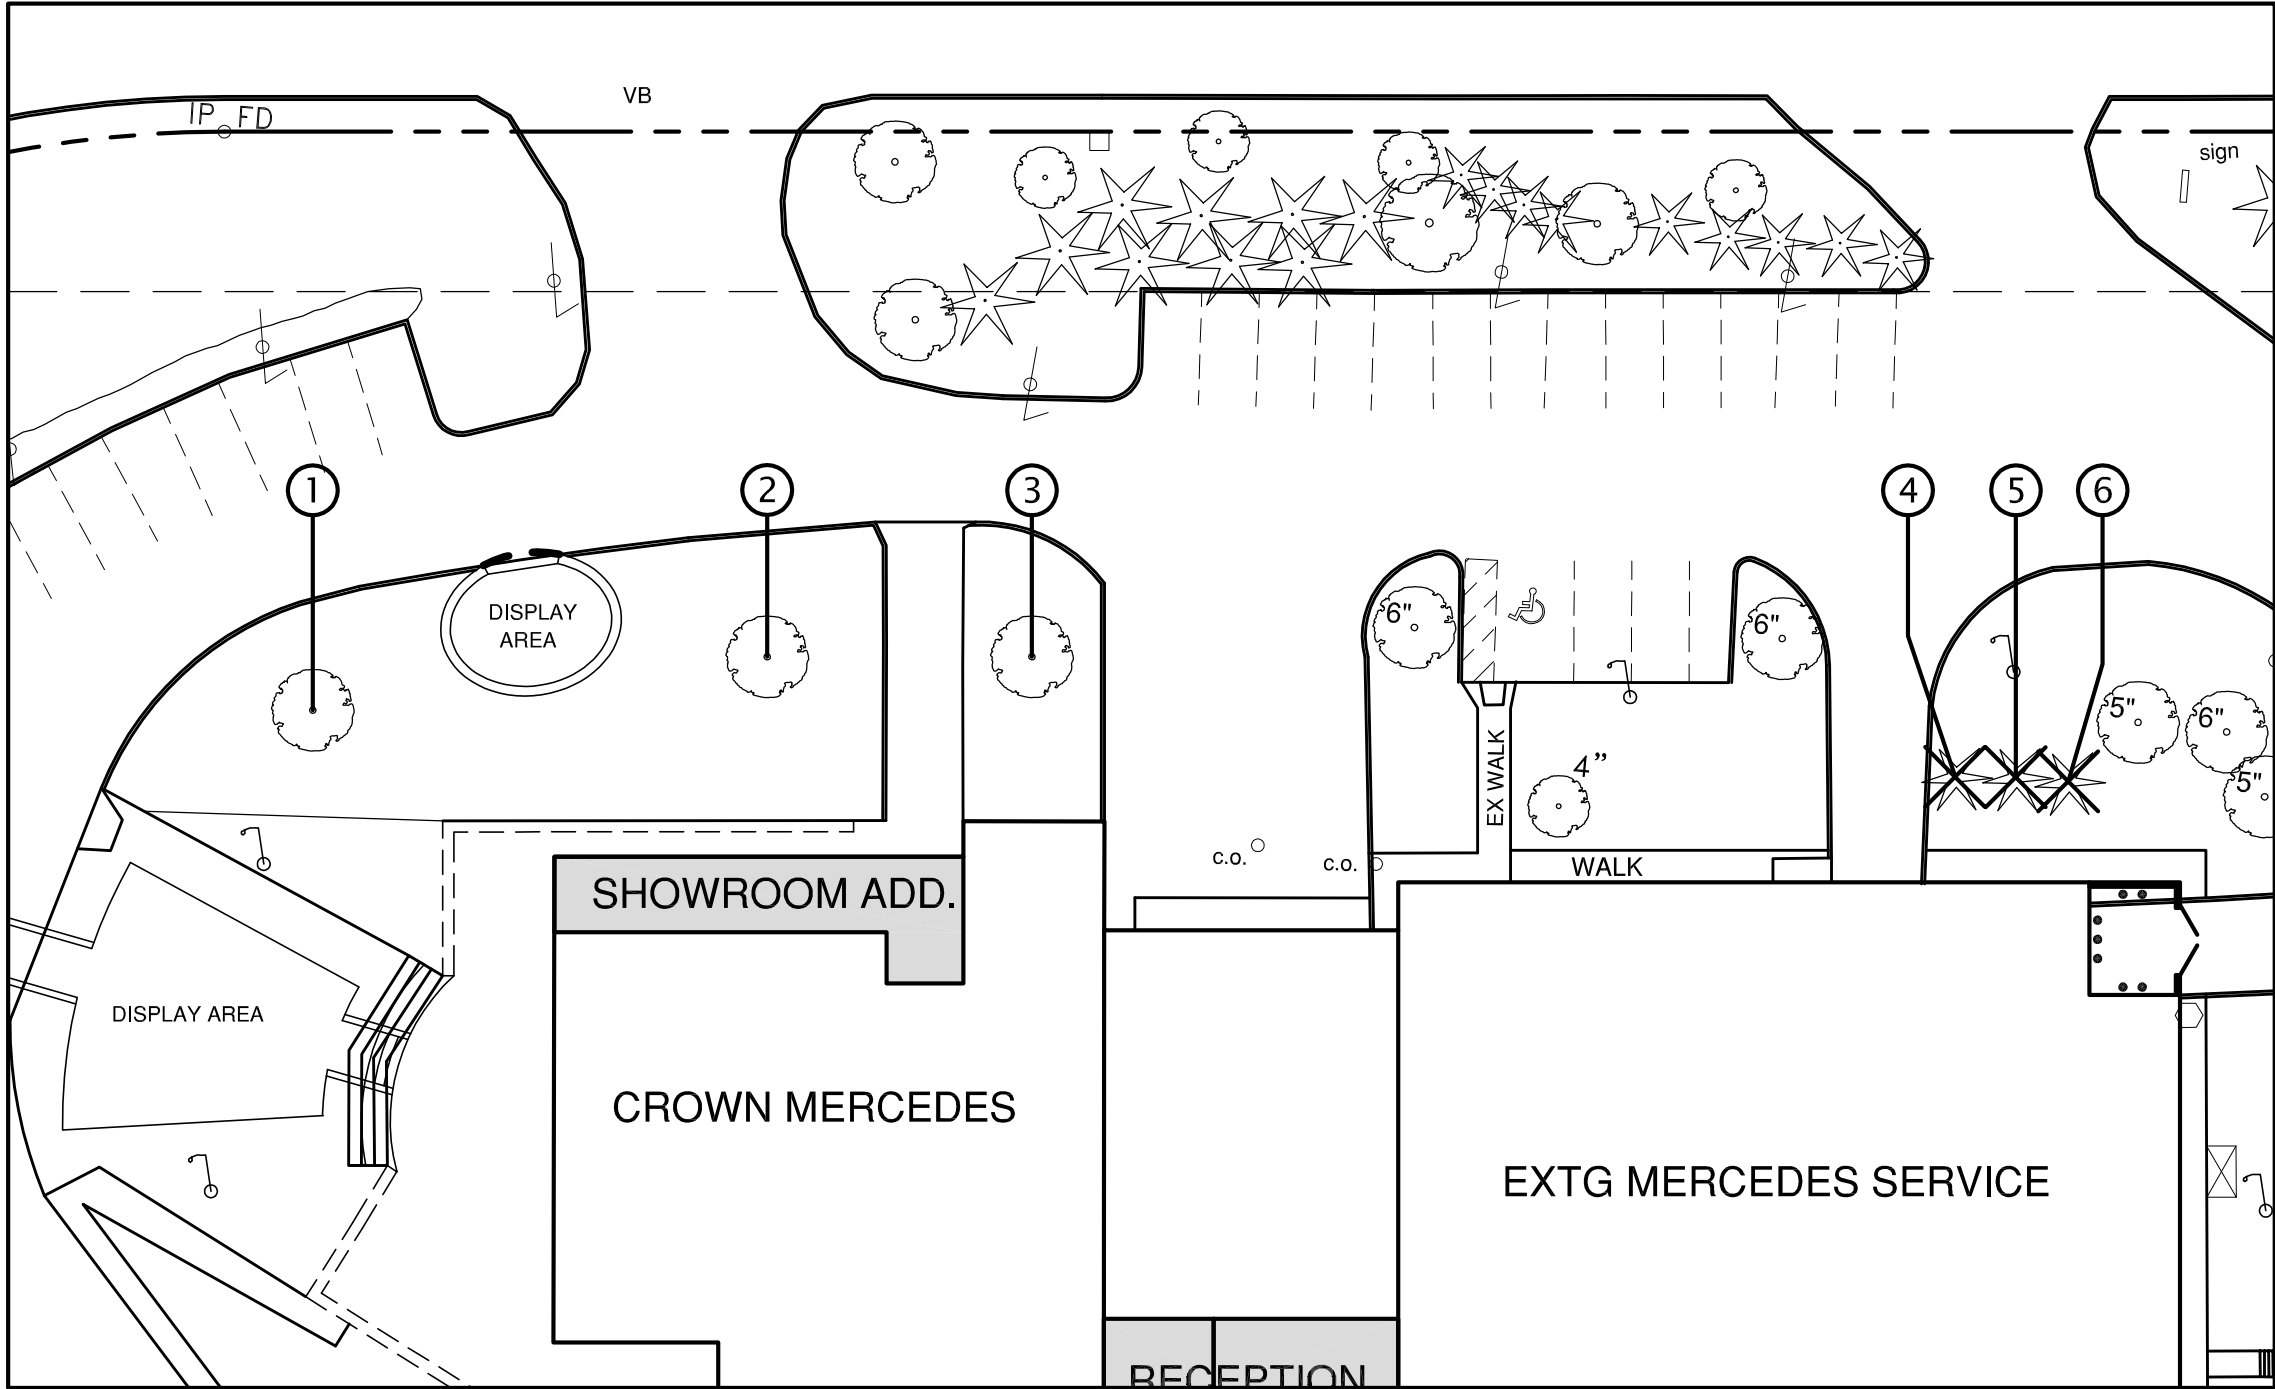 VB
IP FD
sign
1
2
3
4
5
6
DISPLAY
AREA
6"
6"
5"
6"
5"
4”
EX WALK
WALK
c.o.
c.o.
SHOWROOM ADD.
DISPLAY AREA
CROWN MERCEDES
EXTG MERCEDES SERVICE
RECEPTION